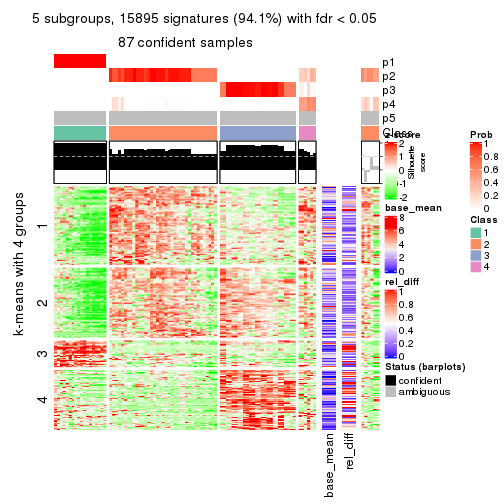 5 subgroups, 15895 signatures (94.1%) with fdr < 0.05
87 confident samples
p1
p2
p3
p4
p5
Class
Silhouette
score
1
2
3
4
k-means with 4 groups
base_mean
rel_diff
z-score
2
1
0
-1
-2
base_mean
8
6
4
2
0
rel_diff
1
0.8
0.6
0.4
0.2
0
Status (barplots)
confident
ambiguous
Prob
1
0.8
0.6
0.4
0.2
0
Class
1
2
3
4